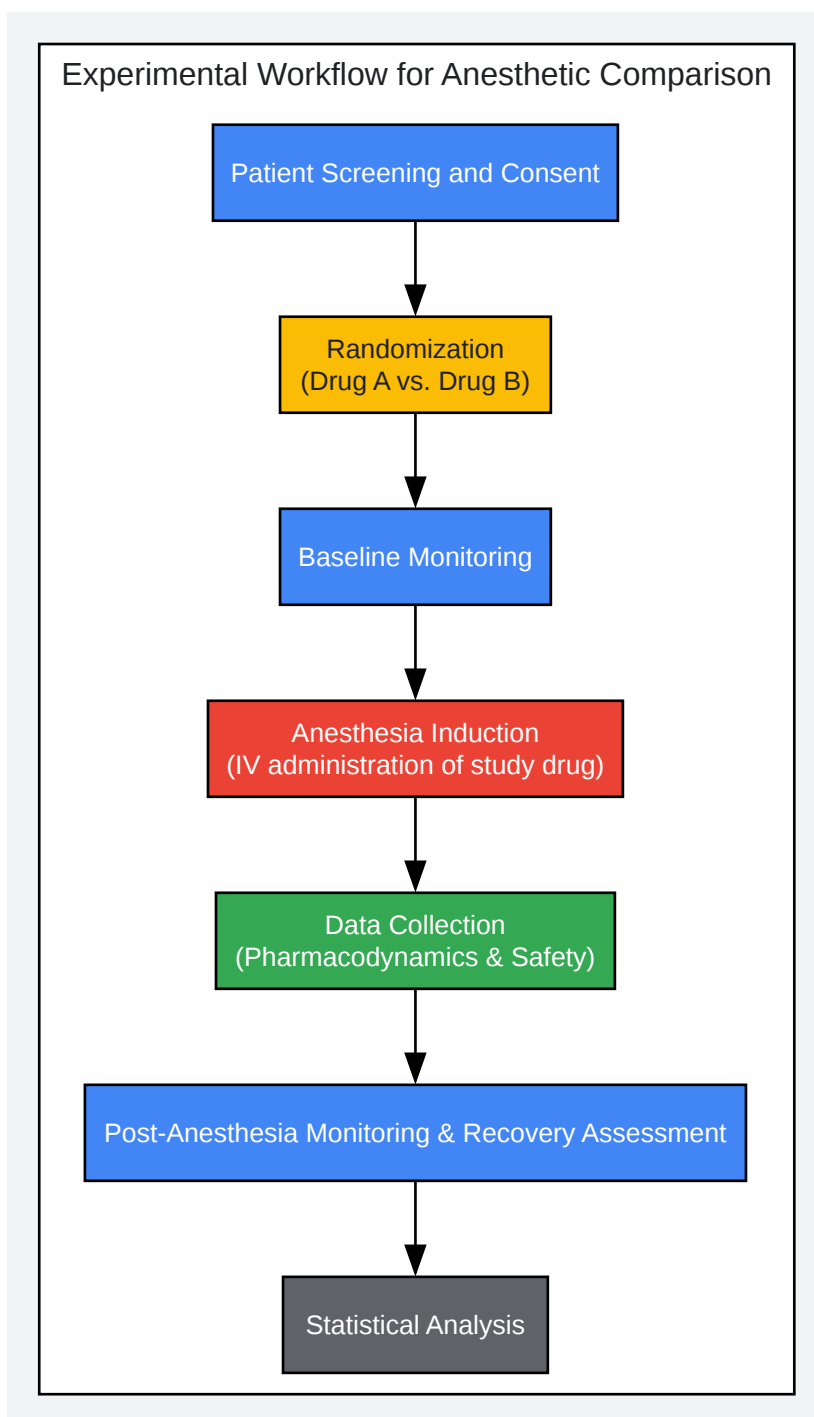 Experimental Workflow for Anesthetic Comparison
Patient Screening and Consent
Randomization
(Drug A vs. Drug B)
Baseline Monitoring
Anesthesia Induction
(IV administration of study drug)
Data Collection
(Pharmacodynamics & Safety)
Post-Anesthesia Monitoring & Recovery Assessment
Statistical Analysis